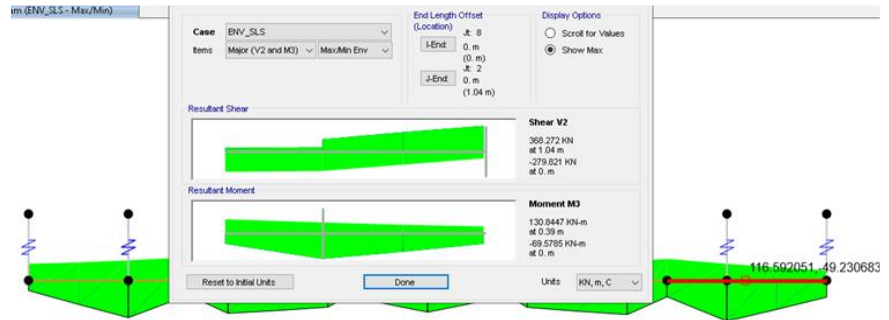 am (ENV_SLS - Max/Min)
Case ENV_SLS
Items Major (V2 and M3) Max/Min Env
End Length Offset
(Location)
Jt: 8
I-End: 0. m
(0. m)
Jt: 2
J-End: 0. m
(1.04 m)
Display Options
Scroll for Values
Show Max
Resultant Shear
Shear V2
368.272 KN
at 1.04 m
-279.821 KN
at 0. m
Resultant Moment
Moment M3
130.8447 KN-m
at 0.39 m
-69.5785 KN-m
at 0. m
116.592051,-49.230683
Reset to Initial Units
Done
Units KN, m, C